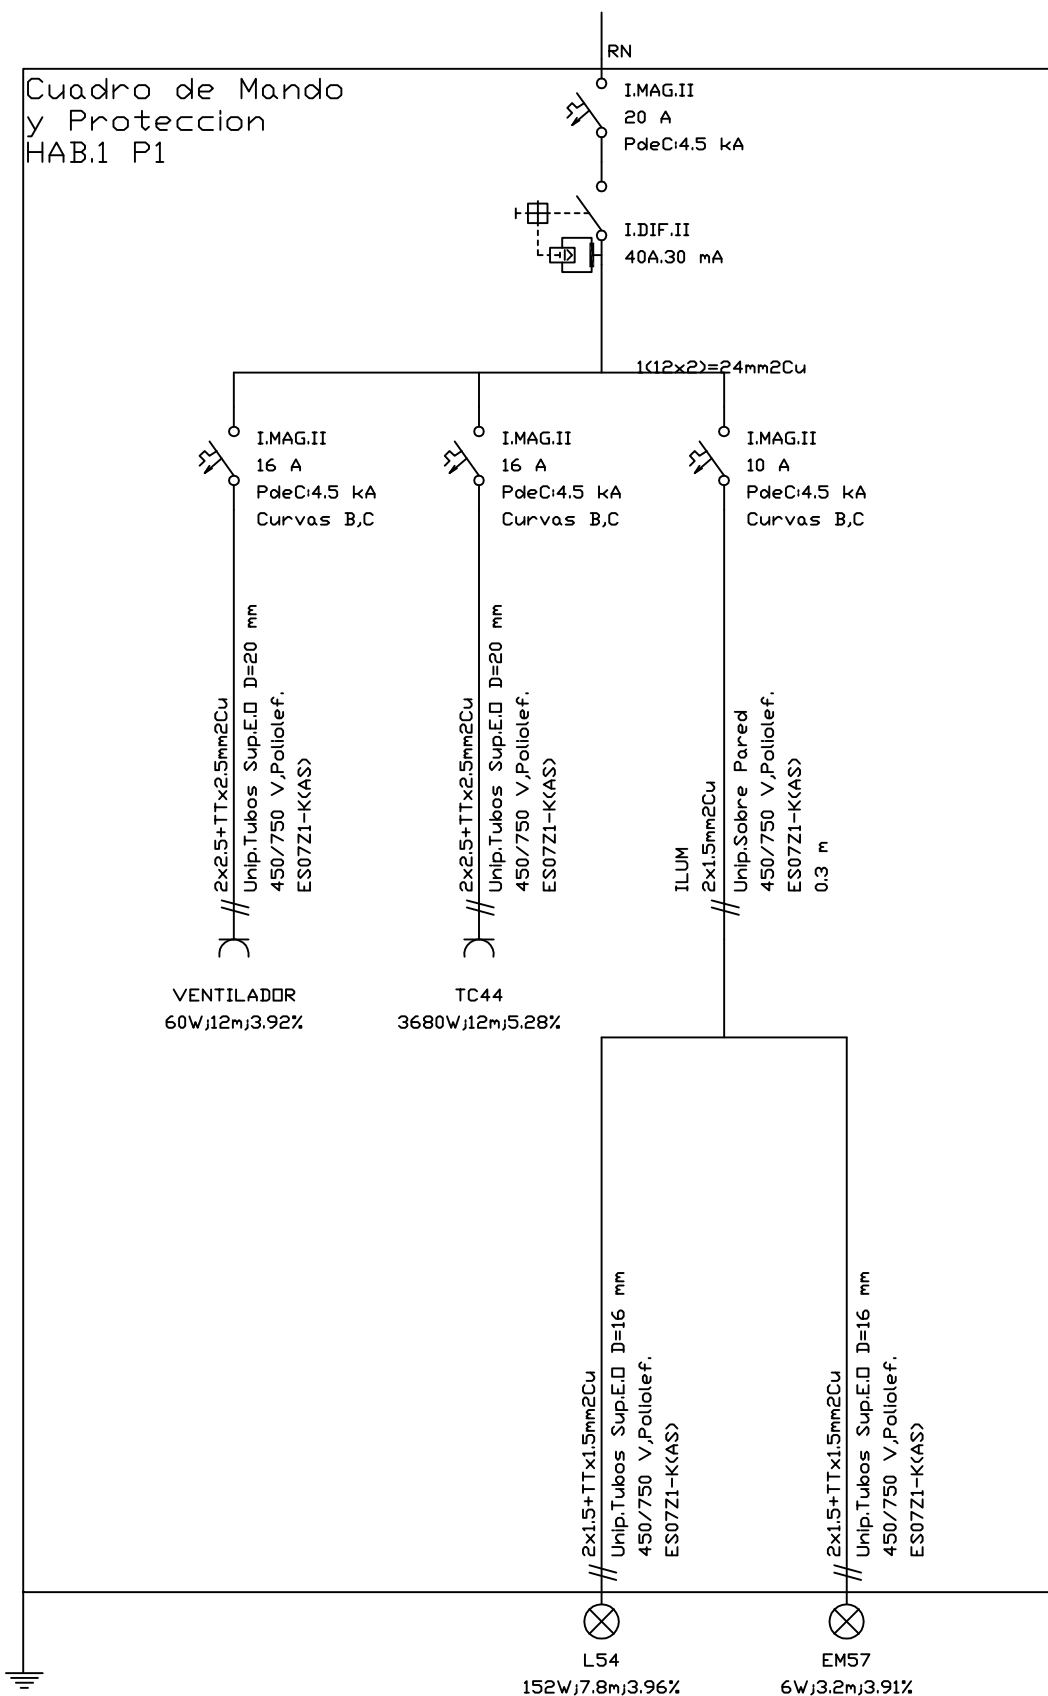 RN
Cuadro de Mando
y Proteccion
HAB.1 P1
I.MAG.II
20 A
PdeC:4.5 kA
I.DIF.II
40A.30 mA
1(12x2)=24mm2Cu
I.MAG.II
16 A
PdeC:4.5 kA
Curvas B,C
I.MAG.II
16 A
PdeC:4.5 kA
Curvas B,C
I.MAG.II
10 A
PdeC:4.5 kA
Curvas B,C
2x2.5+TTx2.5mm2Cu
Unip.Tubos Sup.E.O D=20 mm
450/750 V,Poliolef.
ES07Z1-K(AS)
2x2.5+TTx2.5mm2Cu
Unip.Tubos Sup.E.O D=20 mm
450/750 V,Poliolef.
ES07Z1-K(AS)
ILUM
2x1.5mm2Cu
Unip.Sobre Pared
450/750 V,Poliolef.
ES07Z1-K(AS)
0.3 m
VENTILADOR
60W;12m;3.92%
TC44
3680W;12m;5.28%
2x1.5+TTx1.5mm2Cu
Unip.Tubos Sup.E.O D=16 mm
450/750 V,Poliolef.
ES07Z1-K(AS)
2x1.5+TTx1.5mm2Cu
Unip.Tubos Sup.E.O D=16 mm
450/750 V,Poliolef.
ES07Z1-K(AS)
L54
152W;7.8m;3.96%
EM57
6W;3.2m;3.91%